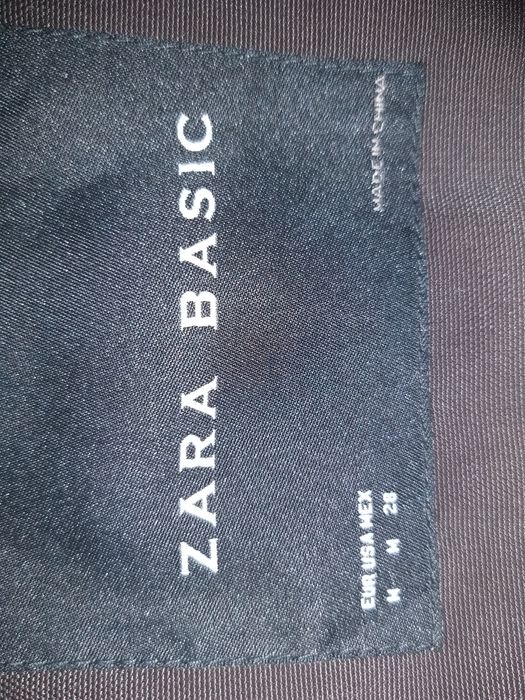 ZARA BASIC
EUR USA MEX
M M 28
MADE IN CHINA